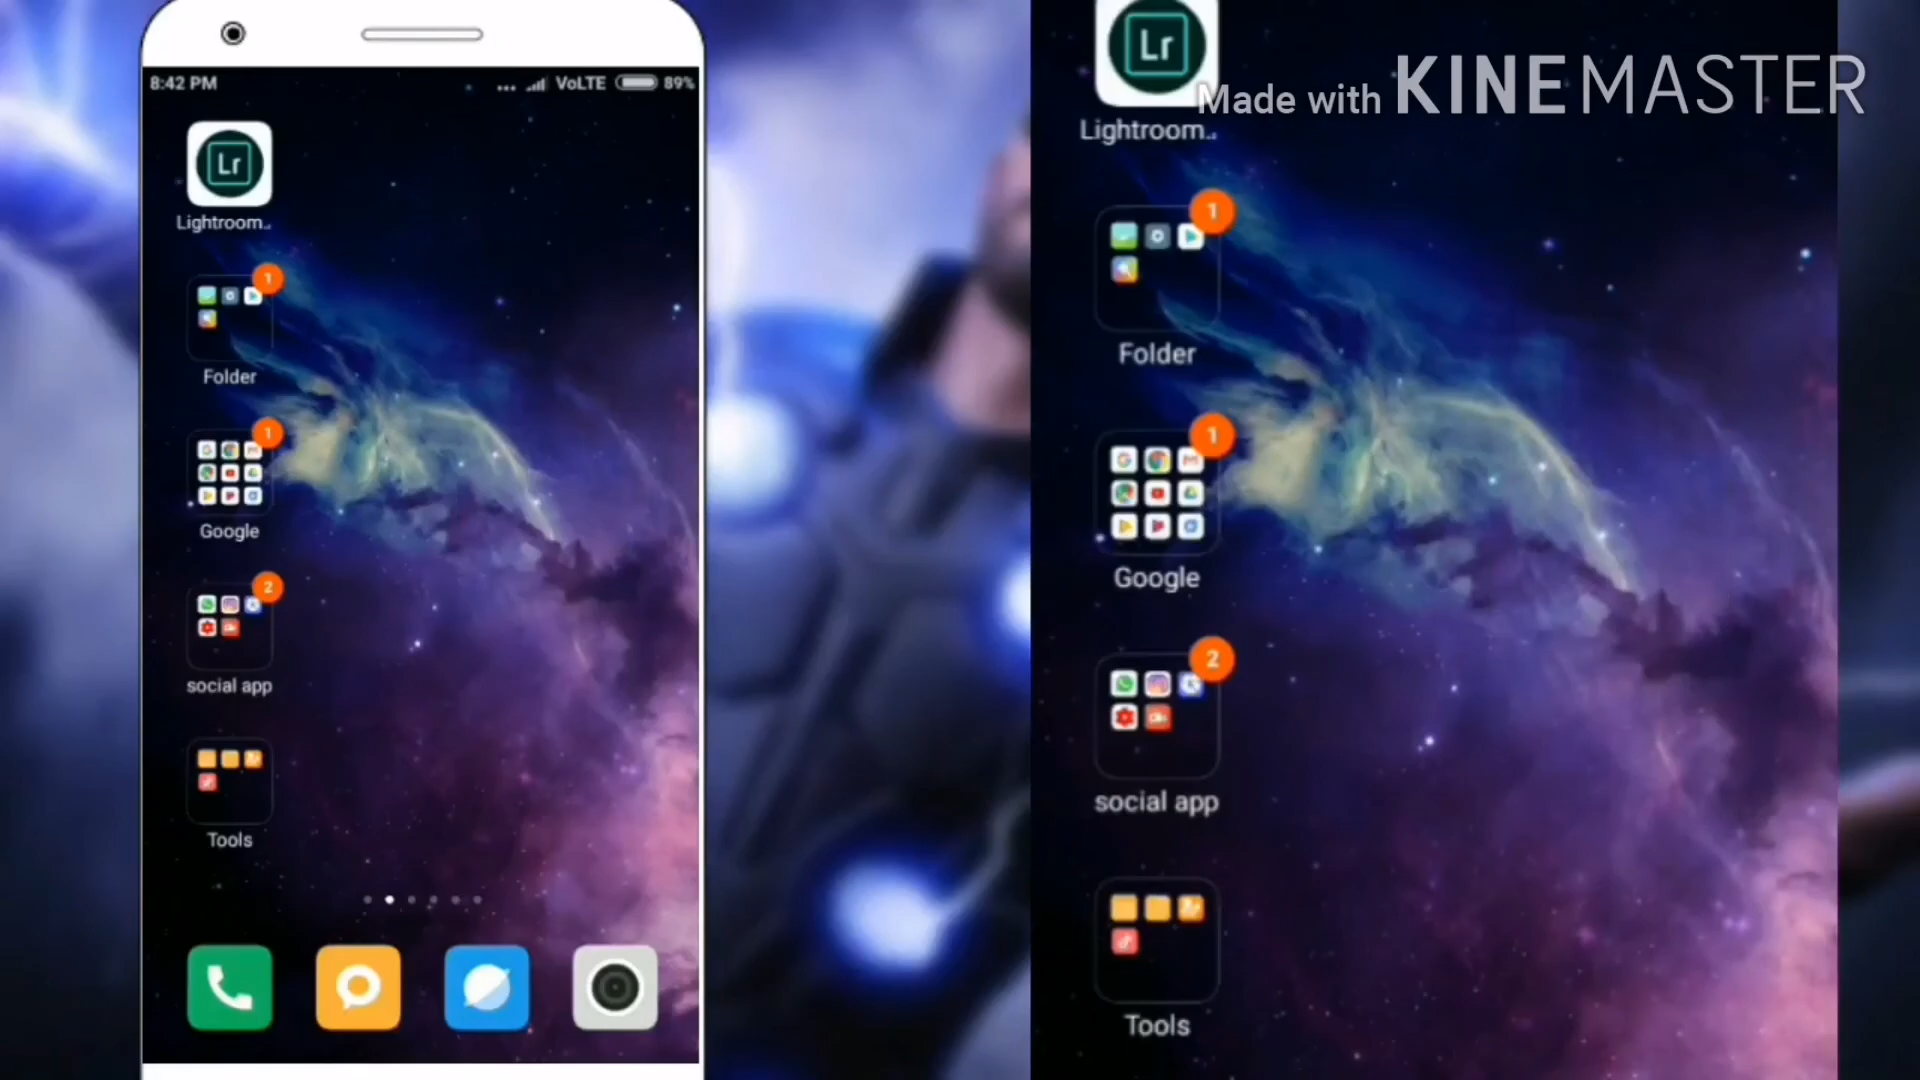 8:42 PM
VoLTE 89%
Lr
Lightroom..
1
Folder
1
Google
2
social app
Tools
Lr
Made with KINEMASTER
Lightroom..
1
Folder
1
Google
2
social app
Tools